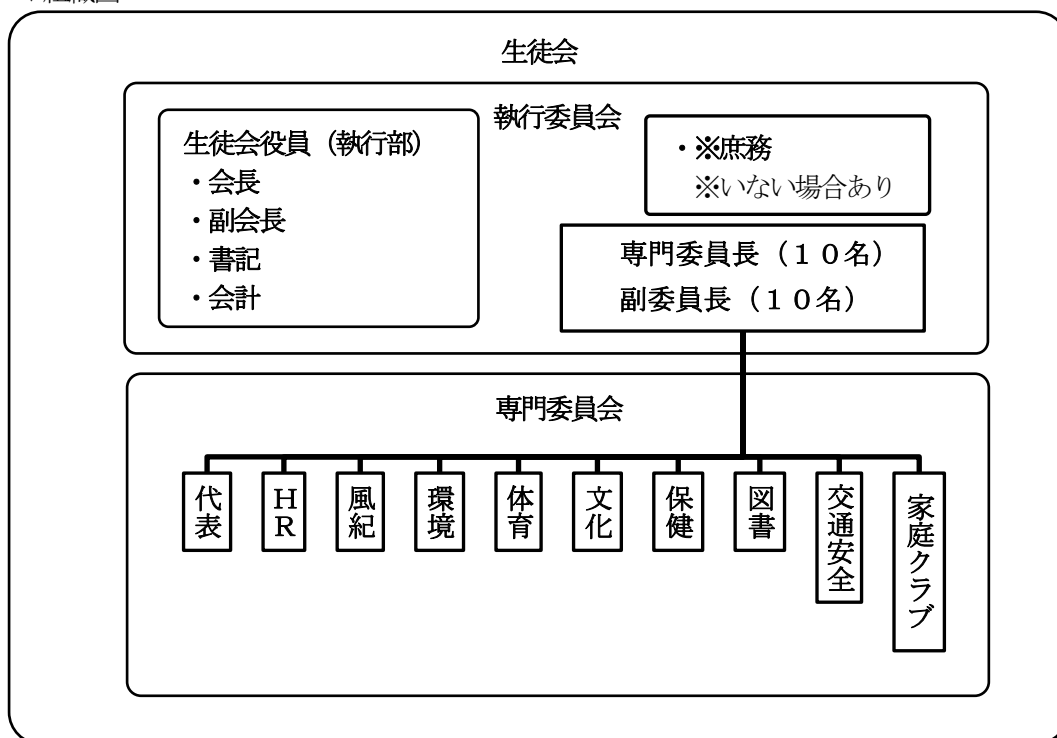 生徒会
執行委員会
生徒会役員（執行部）
・会長
・副会長
・書記
・会計
・※庶務
※いない場合あり
専門委員長（１０名）
副委員長（１０名）
専門委員会
代表
ＨＲ
風紀
環境
体育
文化
保健
図書
交通安全
家庭クラブ